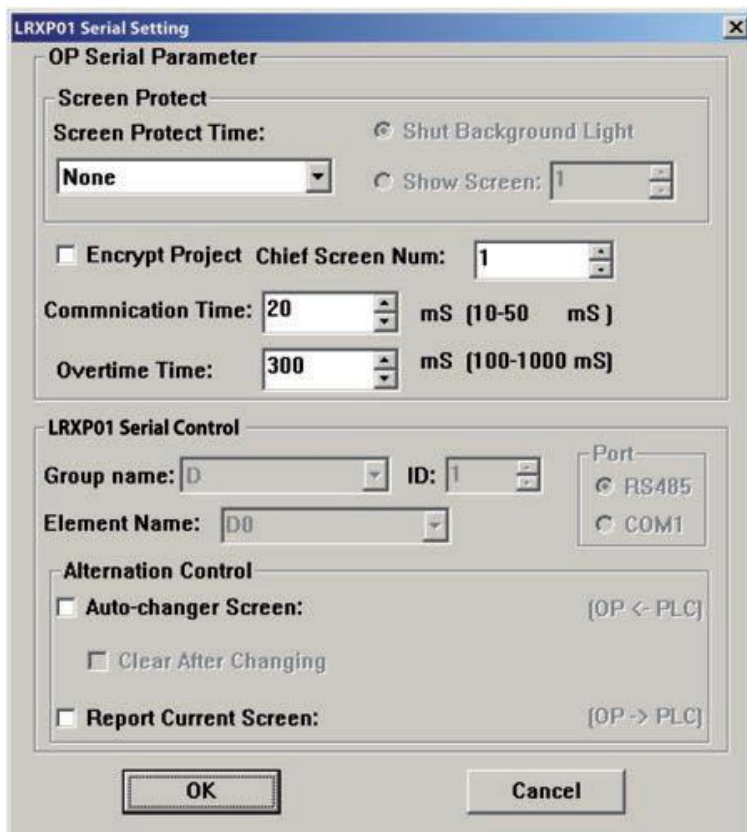 LRXP01 Serial Setting
OP Serial Parameter
Screen Protect
Screen Protect Time:
Shut Background Light
None
Show Screen: 1
Encrypt Project Chief Screen Num: 1
Commnication Time: 20 mS (10-50 mS )
Overtime Time: 300 mS (100-1000 mS)
LRXP01 Serial Control
Group name: D ID: 1
Port
RS485
Element Name: D0
COM1
Alternation Control
Auto-changer Screen: (OP <- PLC)
Clear After Changing
Report Current Screen: (OP -> PLC)
OK Cancel